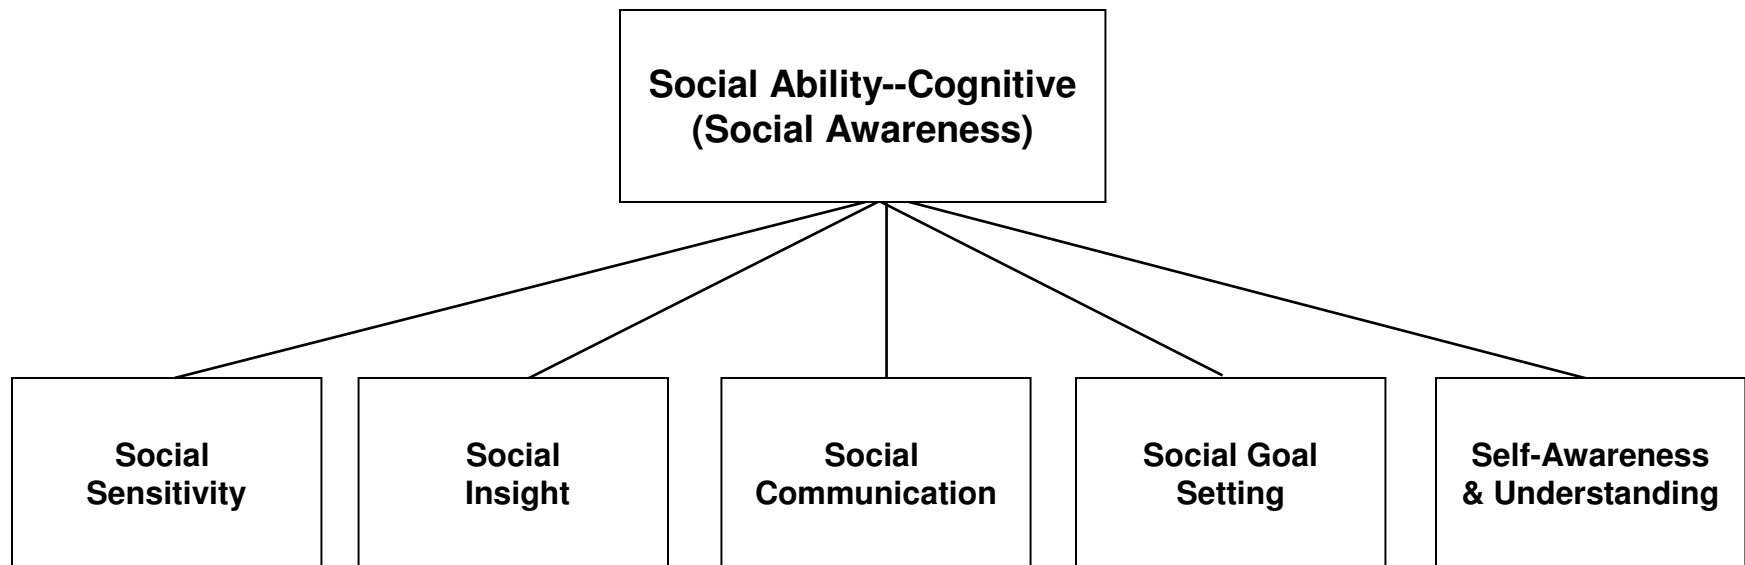 Social Ability--Cognitive
(Social Awareness)
Social
Sensitivity
Social
Insight
Social
Communication
Social Goal
Setting
Self-Awareness
& Understanding